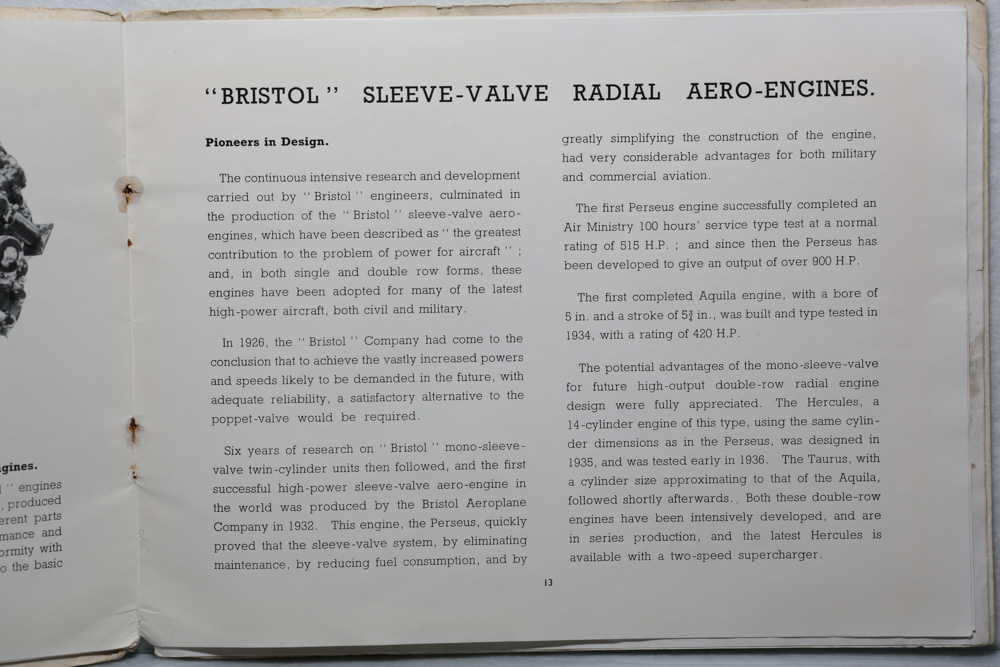 gines.
l " engines
, produced
erent parts
mance and
ormity with
o the basic
"BRISTOL" SLEEVE-VALVE RADIAL AERO-ENGINES.
Pioneers in Design.
The continuous intensive research and development
carried out by "Bristol" engineers, culminated in
the production of the "Bristol" sleeve-valve aero-
engines, which have been described as "the greatest
contribution to the problem of power for aircraft";
and, in both single and double row forms, these
engines have been adopted for many of the latest
high-power aircraft, both civil and military.
In 1926, the "Bristol" Company had come to the
conclusion that to achieve the vastly increased powers
and speeds likely to be demanded in the future, with
adequate reliability, a satisfactory alternative to the
poppet-valve would be required.
Six years of research on "Bristol" mono-sleeve-
valve twin-cylinder units then followed, and the first
successful high-power sleeve-valve aero-engine in
the world was produced by the Bristol Aeroplane
Company in 1932. This engine, the Perseus, quickly
proved that the sleeve-valve system, by eliminating
maintenance, by reducing fuel consumption, and by
greatly simplifying the construction of the engine,
had very considerable advantages for both military
and commercial aviation.
The first Perseus engine successfully completed an
Air Ministry 100 hours' service type test at a normal
rating of 515 H.P. ; and since then the Perseus has
been developed to give an output of over 900 H.P.
The first completed Aquila engine, with a bore of
5 in. and a stroke of in., was built and type tested in
1934, with a rating of 420 H.P.
The potential advantages of the mono-sleeve-valve
for future high-output double-row radial engine
design were fully appreciated. The Hercules, a
14-cylinder engine of this type, using the same cylin-
der dimensions as in the Perseus, was designed in
1935, and was tested early in 1936. The Taurus, with
a cylinder size approximating to that of the Aquila,
followed shortly afterwards. Both these double-row
engines have been intensively developed, and are
in series production, and the latest Hercules is
available with a two-speed supercharger.
13